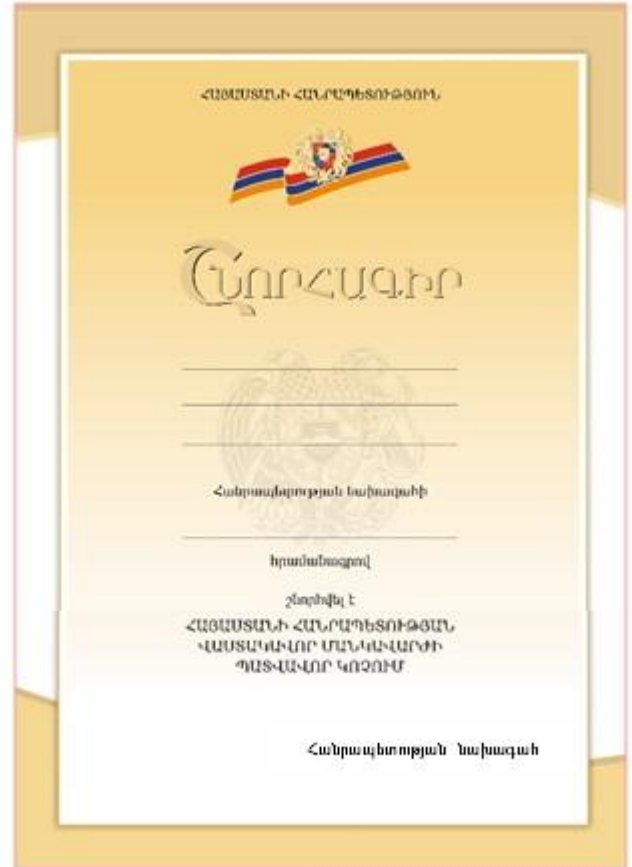 ՀԱՅԱՍՏԱՆԻ ՀԱՆՐԱՊԵՏՈՒԹՅՈՒՆ
Շնորհագիր
Հանրապետության նախագահի
հրամանագրով
շնորհվել է
ՀԱՅԱՍՏԱՆԻ ՀԱՆՐԱՊԵՏՈՒԹՅԱՆ
ՎԱՍՏԱԿԱՎՈՐ ՄԱՆԿԱՎԱՐԺԻ
ՊԱՏՎԱՎՈՐ ԿՈՉՈՒՄ
Հանրապետության նախագահ